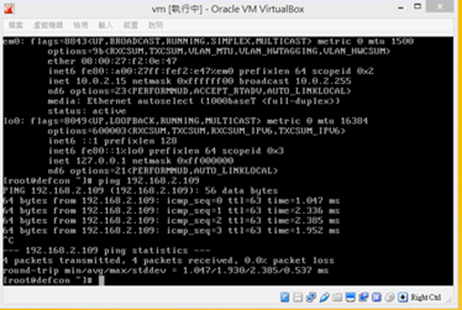 vm [執行中] - Oracle VM VirtualBox
檔案 虛擬機器 檢視 輸入 裝置 說明
em0: flags=8843<UP,BROADCAST,RUNNING,SIMPLEX,MULTICAST> metric 0 mtu 1500
options=9b<RXCSUM,TXCSUM,VLAN_MTU,VLAN_HWTAGGING,VLAN_HWCSUM>
ether 08:00:27:f2:0e:47
inet6 fe80::a00:27ff:fef2:e47%em0 prefixlen 64 scopeid 0x2
inet 10.0.2.15 netmask 0xffffff00 broadcast 10.0.2.255
nd6 options=23<PERFORMNUD,ACCEPT_RTADV,AUTO_LINKLOCAL>
media: Ethernet autoselect (1000baseT <full-duplex>)
status: active
lo0: flags=8049<UP,LOOPBACK,RUNNING,MULTICAST> metric 0 mtu 16384
options=600003<RXCSUM,TXCSUM,RXCSUM_IPV6,TXCSUM_IPV6>
inet6 ::1 prefixlen 128
inet6 fe80::1%lo0 prefixlen 64 scopeid 0x3
inet 127.0.0.1 netmask 0xff000000
nd6 options=21<PERFORMNUD,AUTO_LINKLOCAL>
[root@defcon ~]# ping 192.168.2.109
PING 192.168.2.109 (192.168.2.109): 56 data bytes
64 bytes from 192.168.2.109: icmp_seq=0 ttl=63 time=1.047 ms
64 bytes from 192.168.2.109: icmp_seq=1 ttl=63 time=2.336 ms
64 bytes from 192.168.2.109: icmp_seq=2 ttl=63 time=2.385 ms
64 bytes from 192.168.2.109: icmp_seq=3 ttl=63 time=1.952 ms
^C
--- 192.168.2.109 ping statistics ---
4 packets transmitted, 4 packets received, 0.0% packet loss
round-trip min/avg/max/stddev = 1.047/1.930/2.385/0.537 ms
[root@defcon ~]#
Right Ctrl